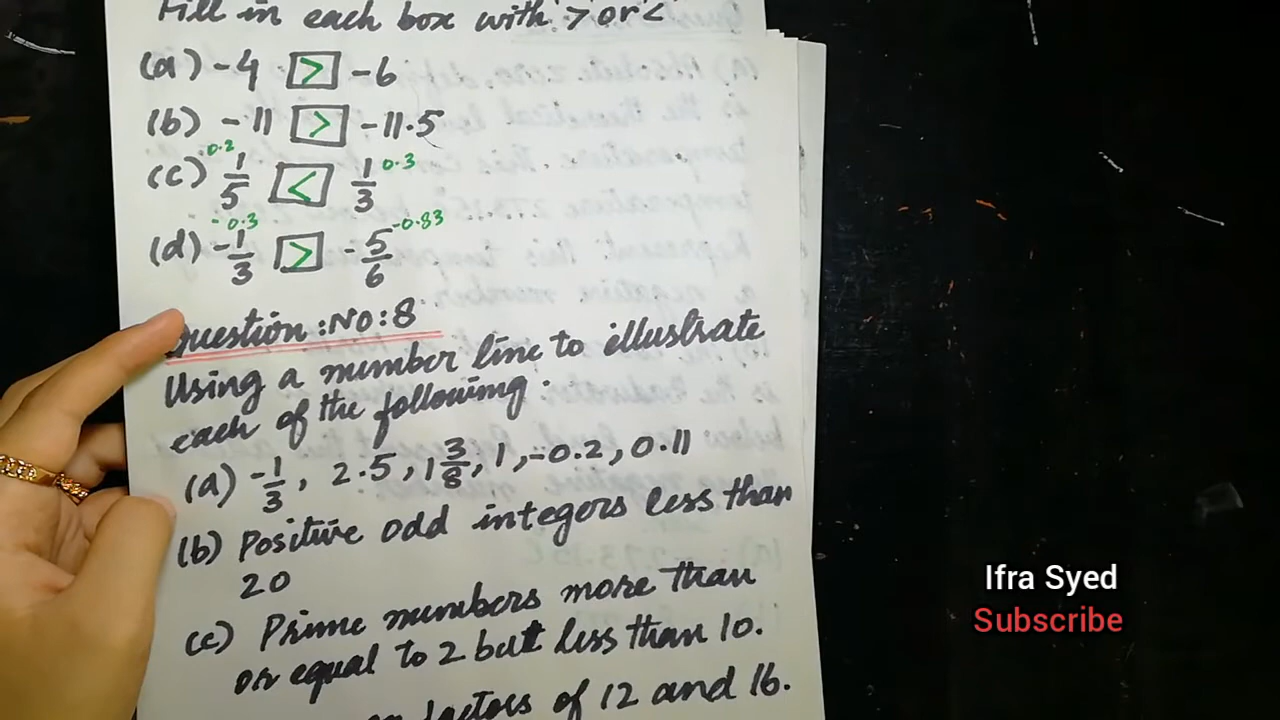 Fill in each box with > or <
(a) -4 > -6
(b) -11 > -11.5
(c) 0.2 1/5 < 1/3 0.3
(d) -0.3 -1/3 > -5/6 -0.83
Question:No:8
Using a number line to illustrate
each of the following.
(a) -1/3, 2.5, 1 3/8, 1, -0.2, 0.11
(b) Positive odd integers less than
20
(c) Prime numbers more than
or equal to 2 but less than 10.
factors of 12 and 16.
Ifra Syed
Subscribe